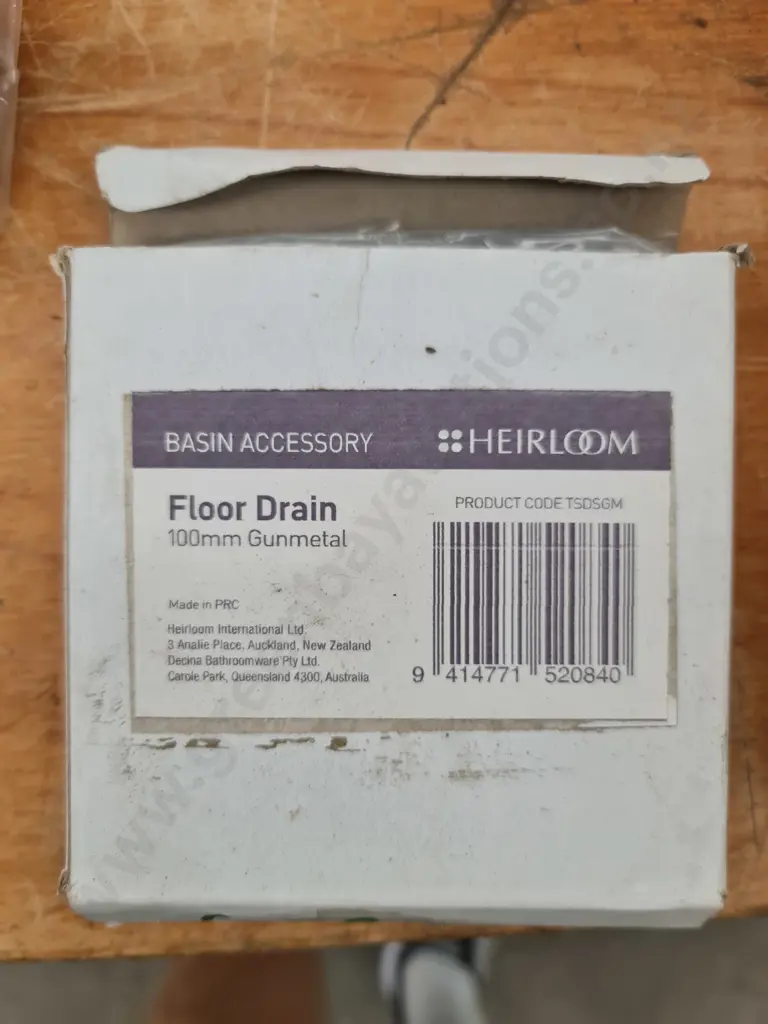 BASIN ACCESSORY
HEIRLOOM
Floor Drain
100mm Gunmetal
PRODUCT CODE TSDSGM
Made in PRC
Heirloom International Ltd.
3 Analie Place, Auckland, New Zealand
Decina Bathroomware Pty Ltd.
Carole Park, Queensland 4300, Australia
9 414771 520840